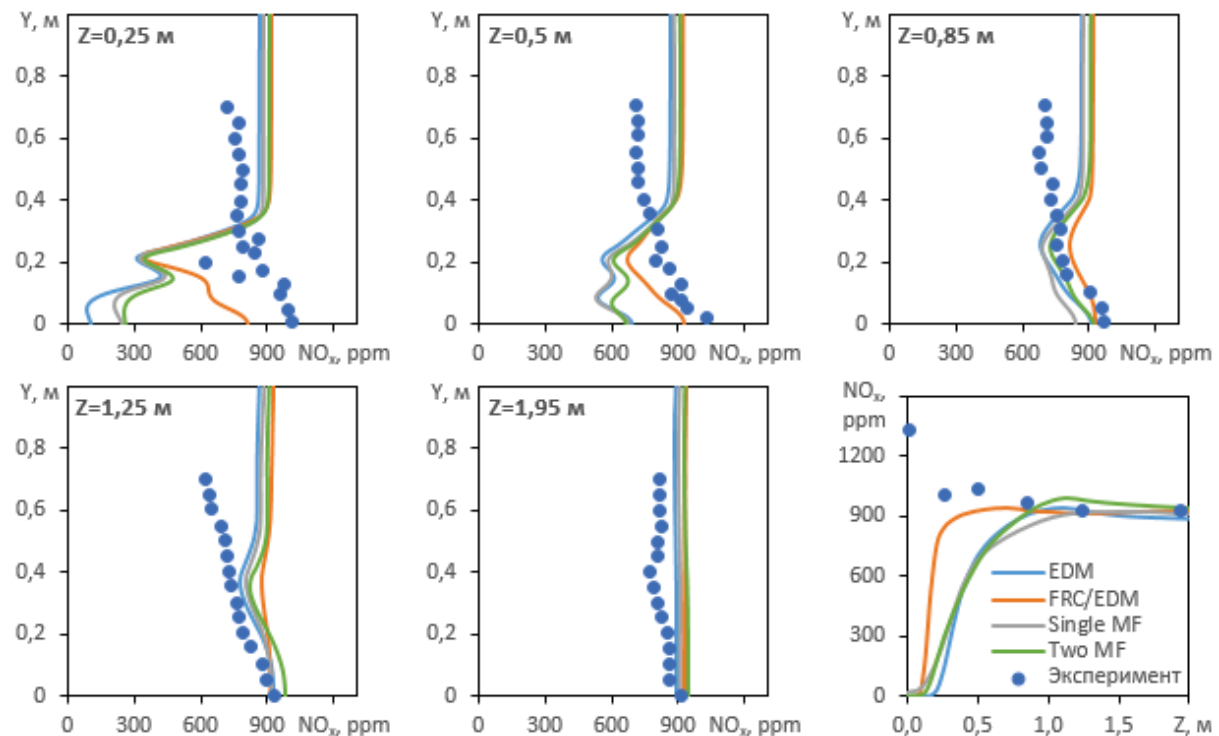 Y, м
Z=0,25 м
0,8
0,6
0,4
0,2
0
0 300 600 900 NOₓ, ppm
Y, м
Z=0,5 м
0,8
0,6
0,4
0,2
0
0 300 600 900 NOₓ, ppm
Y, м
Z=0,85 м
0,8
0,6
0,4
0,2
0
0 300 600 900 NOₓ, ppm
Y, м
Z=1,25 м
0,8
0,6
0,4
0,2
0
0 300 600 900 NOₓ, ppm
Y, м
Z=1,95 м
0,8
0,6
0,4
0,2
0
0 300 600 900 NOₓ, ppm
NOₓ,
ppm
1200
900
600
300
0
EDM
FRC/EDM
Single MF
Two MF
Эксперимент
0,0 0,5 1,0 1,5 Z, м